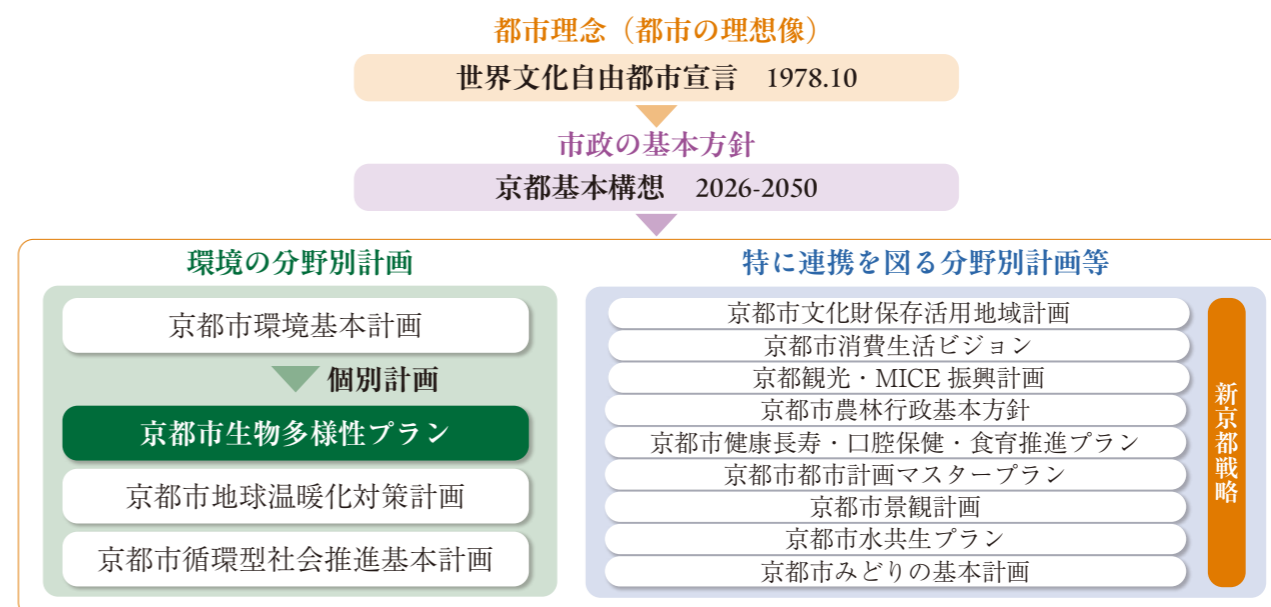 都市理念（都市の理想像）
世界文化自由都市宣言　1978.10
市政の基本方針
京都基本構想　2026-2050
環境の分野別計画
京都市環境基本計画
個別計画
京都市生物多様性プラン
京都市地球温暖化対策計画
京都市循環型社会推進基本計画
特に連携を図る分野別計画等
京都市文化財保存活用地域計画
京都市消費生活ビジョン
京都観光・MICE 振興計画
京都市農林行政基本方針
京都市健康長寿・口腔保健・食育推進プラン
京都市都市計画マスタープラン
京都市景観計画
京都市水共生プラン
京都市みどりの基本計画
新京都戦略